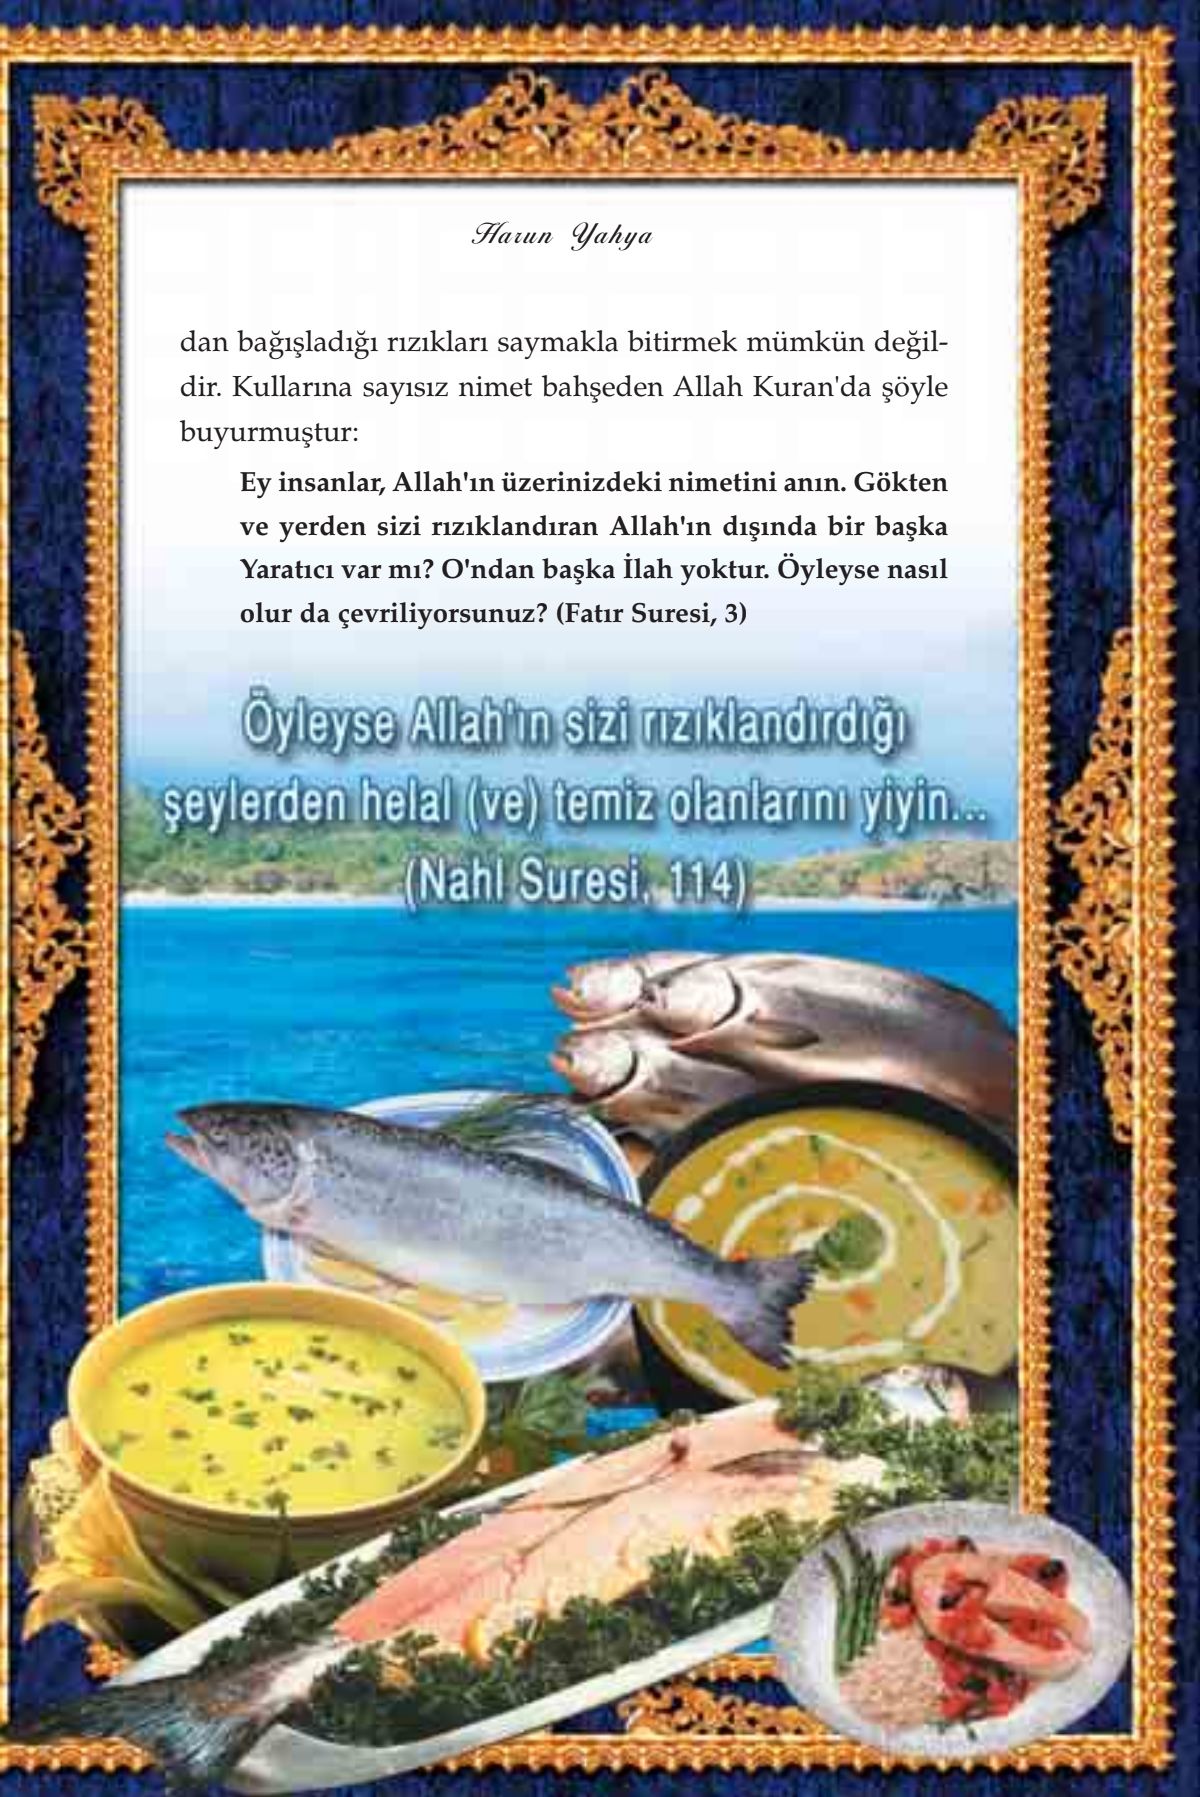 Harun Yahya
dan bağışladığı rızıkları saymakla bitirmek mümkün değil-
dir. Kullarına sayısız nimet bahşeden Allah Kuran'da şöyle
buyurmuştur:
Ey insanlar, Allah'ın üzerinizdeki nimetini anın. Gökten
ve yerden sizi rızıklandıran Allah'ın dışında bir başka
Yaratıcı var mı? O'ndan başka İlah yoktur. Öyleyse nasıl
olur da çevriliyorsunuz? (Fatır Suresi, 3)
Öyleyse Allah'ın sizi rızıklandırdığı
şeylerden helal (ve) temiz olanlarını yiyin...
(Nahl Suresi, 114)